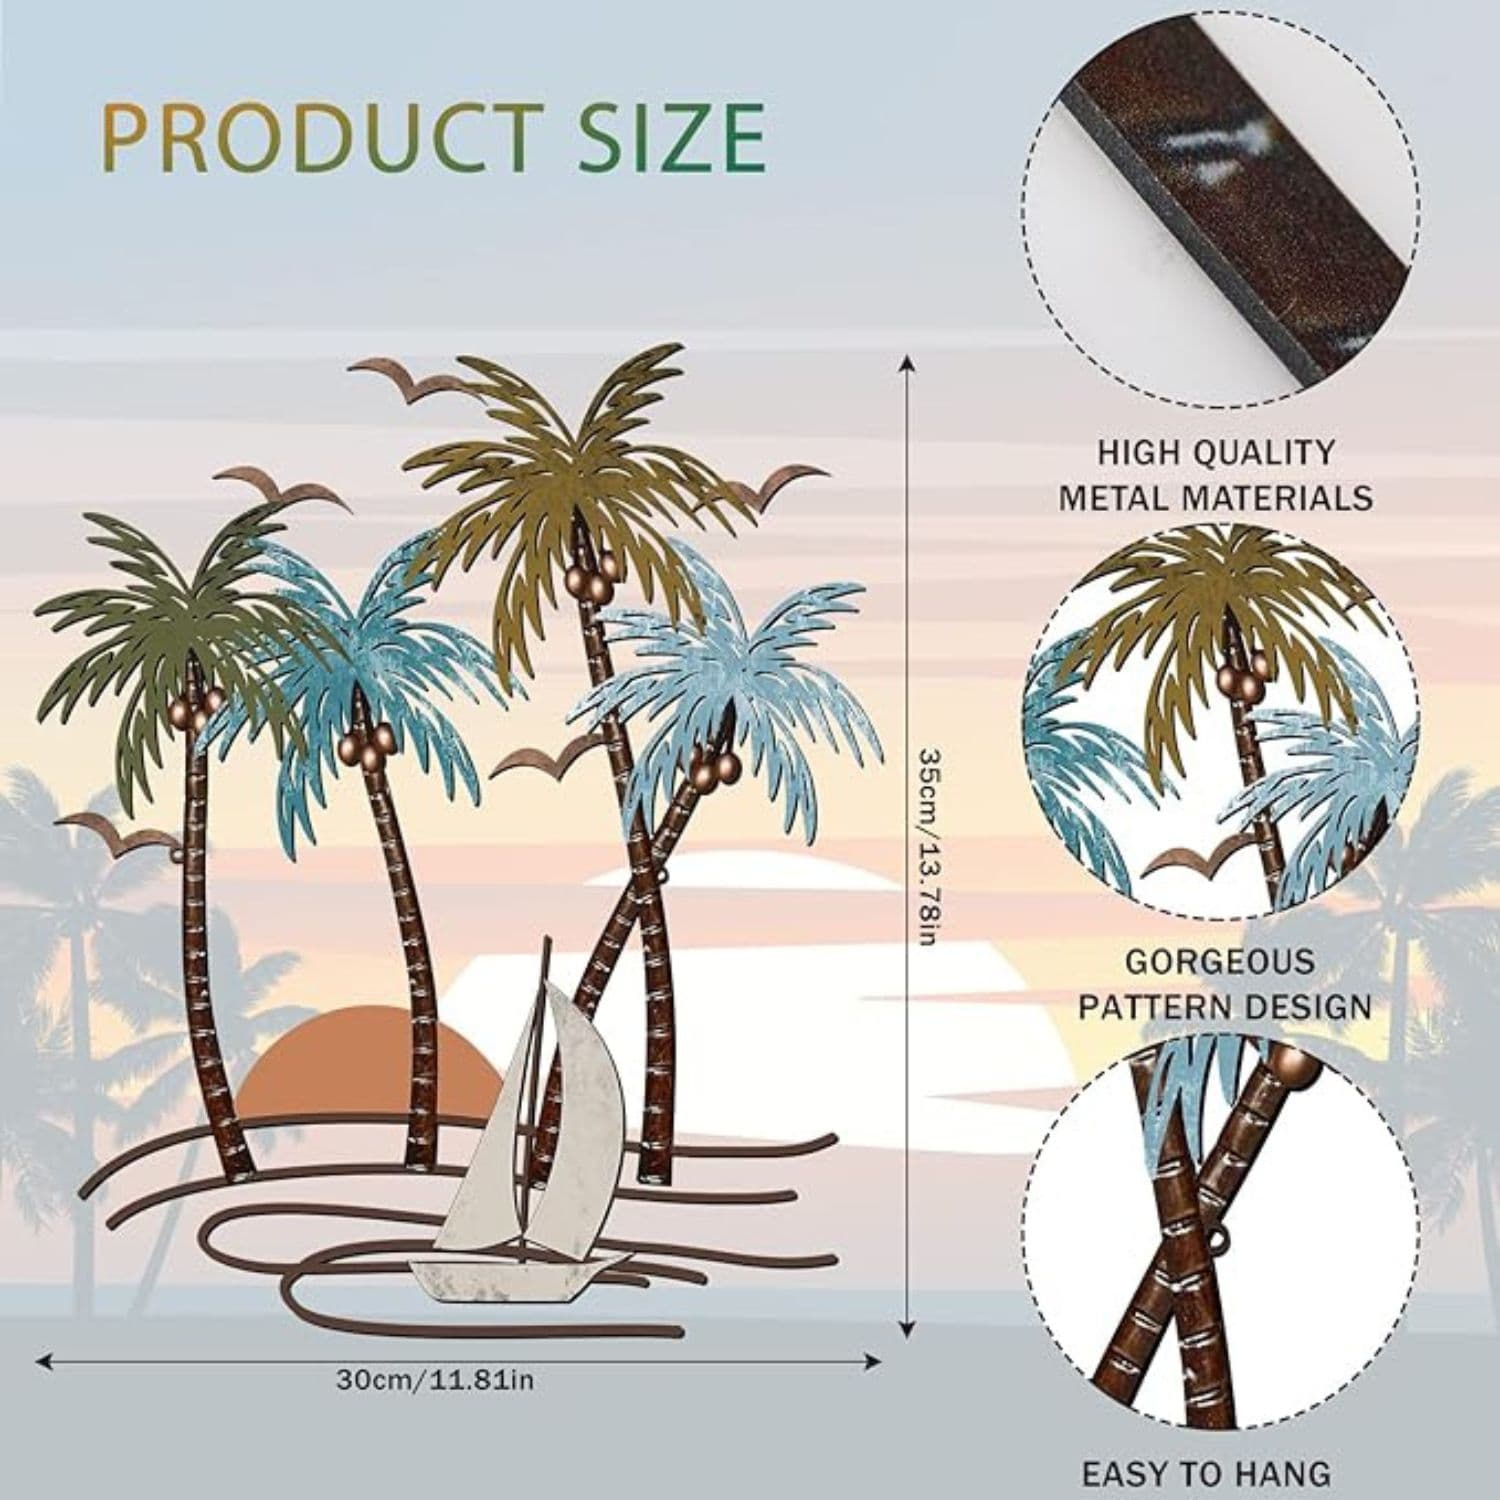 PRODUCT SIZE
HIGH QUALITY
METAL MATERIALS
35cm/13.78in
GORGEOUS
PATTERN DESIGN
30cm/11.81in
EASY TO HANG